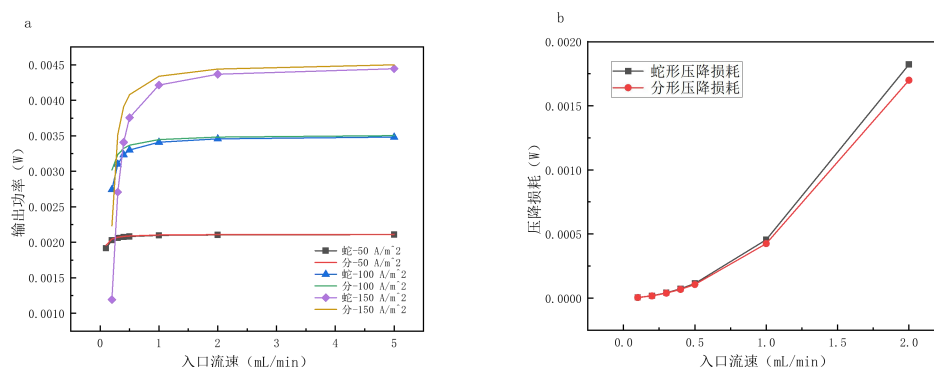 a
输出功率（W）
0.0045
0.0040
0.0035
0.0030
0.0025
0.0020
0.0015
0.0010
蛇-50 A/m^2
分-50 A/m^2
蛇-100 A/m^2
分-100 A/m^2
蛇-150 A/m^2
分-150 A/m^2
0 1 2 3 4 5
入口流速（mL/min）
b
压降损耗（W）
0.0020
0.0015
0.0010
0.0005
0.0000
蛇形压降损耗
分形压降损耗
0.0 0.5 1.0 1.5 2.0
入口流速（mL/min）